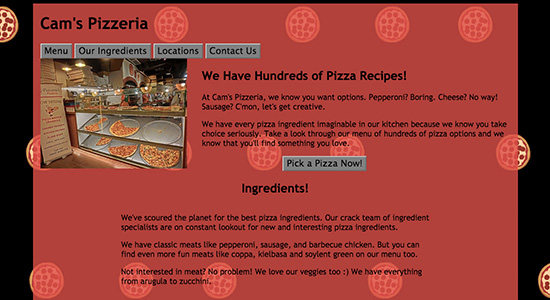 Cam's Pizzeria
Menu Our Ingredients Locations Contact Us
We Have Hundreds of Pizza Recipes!
At Cam's Pizzeria, we know you want options. Pepperoni? Boring. Cheese? No way!
Sausage? C'mon, let's get creative.
We have every pizza ingredient imaginable in our kitchen because we know you take
choice seriously. Take a look through our menu of hundreds of pizza options and we
know that you'll find something you love.
Pick a Pizza Now!
Ingredients!
We've scoured the planet for the best pizza ingredients. Our crack team of ingredient
specialists are on constant lookout for new and interesting pizza ingredients.
We have classic meats like pepperoni, sausage, and barbecue chicken. But you can
find even more fun meats like coppa, kielbasa and soylent green on our menu too.
Not interested in meat? No problem! We love our veggies too :) We have everything
from arugula to zucchini.